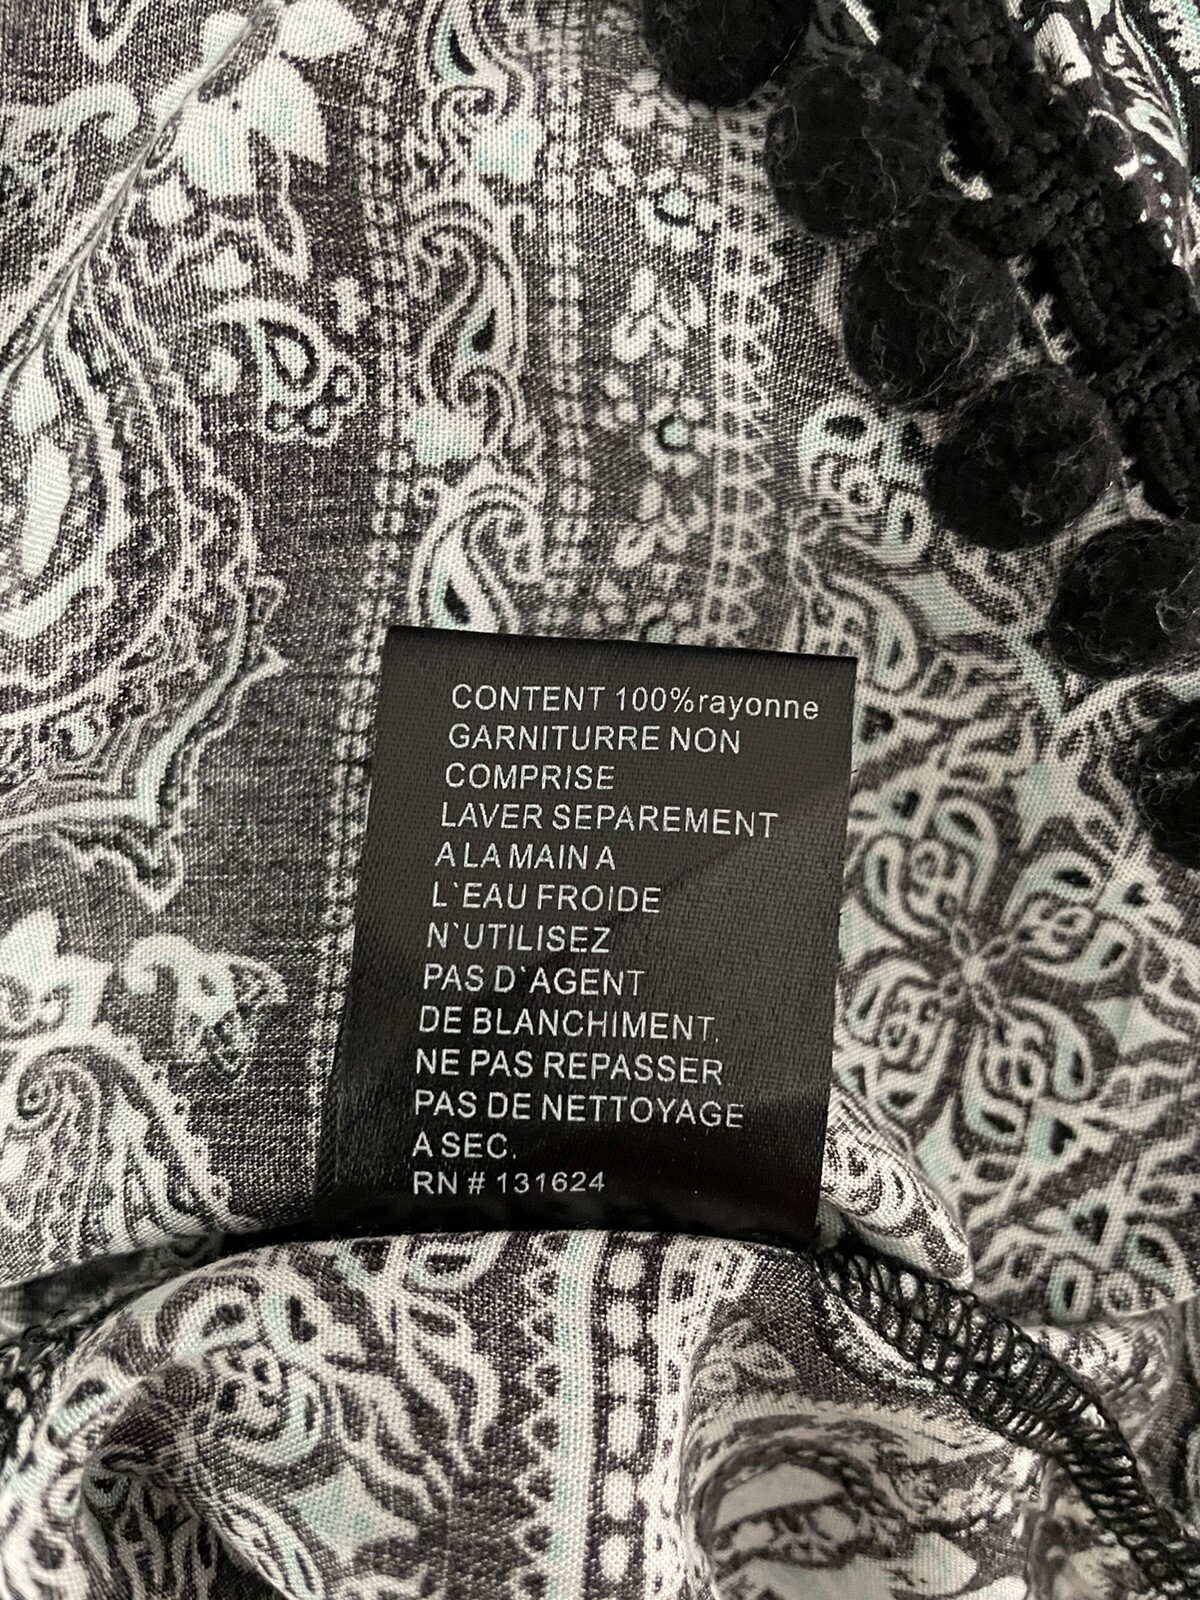 CONTENT 100%rayonne
GARNITURRE NON
COMPRISE
LAVER SEPAREMENT
A LA MAIN A
L`EAU FROIDE
N`UTILISEZ
PAS D`AGENT
DE BLANCHIMENT.
NE PAS REPASSER
PAS DE NETTOYAGE
A SEC.
RN # 131624